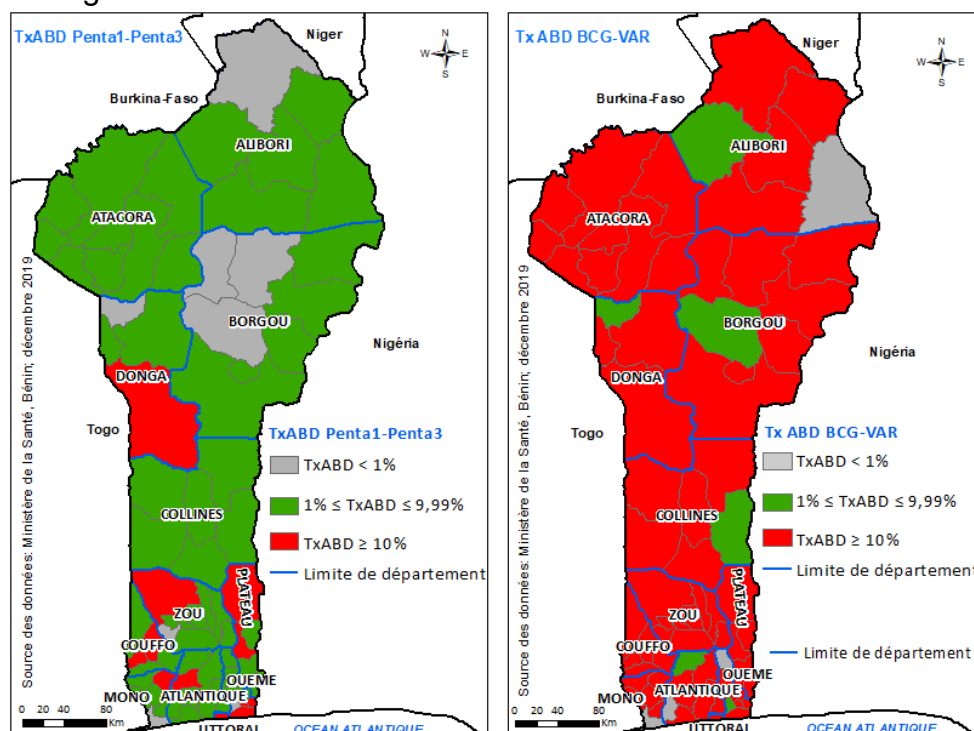 TxABD Penta1-Penta3
Niger
N
W E
S
Burkina-Faso
ALIBORI
ATACORA
BORGOU
Nigéria
DONGA
Togo
TxABD Penta1-Penta3
TxABD < 1%
1% ≤ TxABD ≤ 9,99%
TxABD ≥ 10%
Limite de département
COLLINES
PLATEAU
ZOU
COUFFO
OUEME
MONO
ATLANTIQUE
LITTORAL
OCEAN ATLANTIQUE
0 20 40 80
Km
Source des données: Ministère de la Santé, Bénin; décembre 2019
Tx ABD BCG-VAR
Niger
N
W E
S
Burkina-Faso
ALIBORI
ATACORA
BORGOU
Nigéria
DONGA
Togo
Tx ABD BCG-VAR
TxABD < 1%
1% ≤ TxABD ≤ 9,99%
TxABD ≥ 10%
Limite de département
COLLINES
PLATEAU
ZOU
COUFFO
Limite de département
OUEME
MONO
ATLANTIQUE
LITTORAL
OCEAN ATLANTIQUE
0 20 40 80
Km
Source des données: Ministère de la Santé, Bénin; décembre 2019